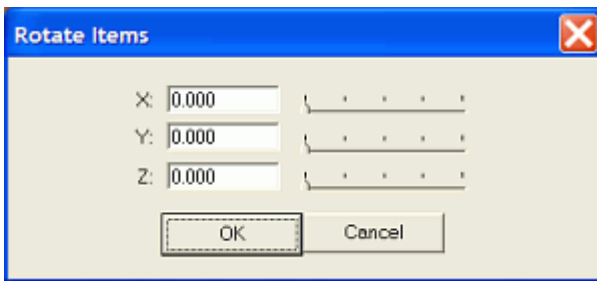 Rotate Items
X: 0.000
Y: 0.000
Z: 0.000
OK Cancel